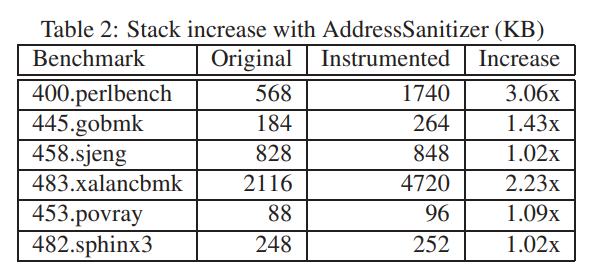 Table 2: Stack increase with AddressSanitizer (KB)
Benchmark Original Instrumented Increase
400.perlbench 568 1740 3.06x
445.gobmk 184 264 1.43x
458.sjeng 828 848 1.02x
483.xalancbmk 2116 4720 2.23x
453.povray 88 96 1.09x
482.sphinx3 248 252 1.02x